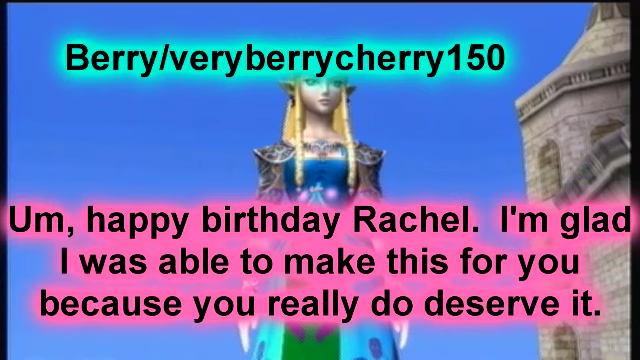 Berry/veryberrycherry150
Um, happy birthday Rachel.  I'm glad
I was able to make this for you
because you really do deserve it.